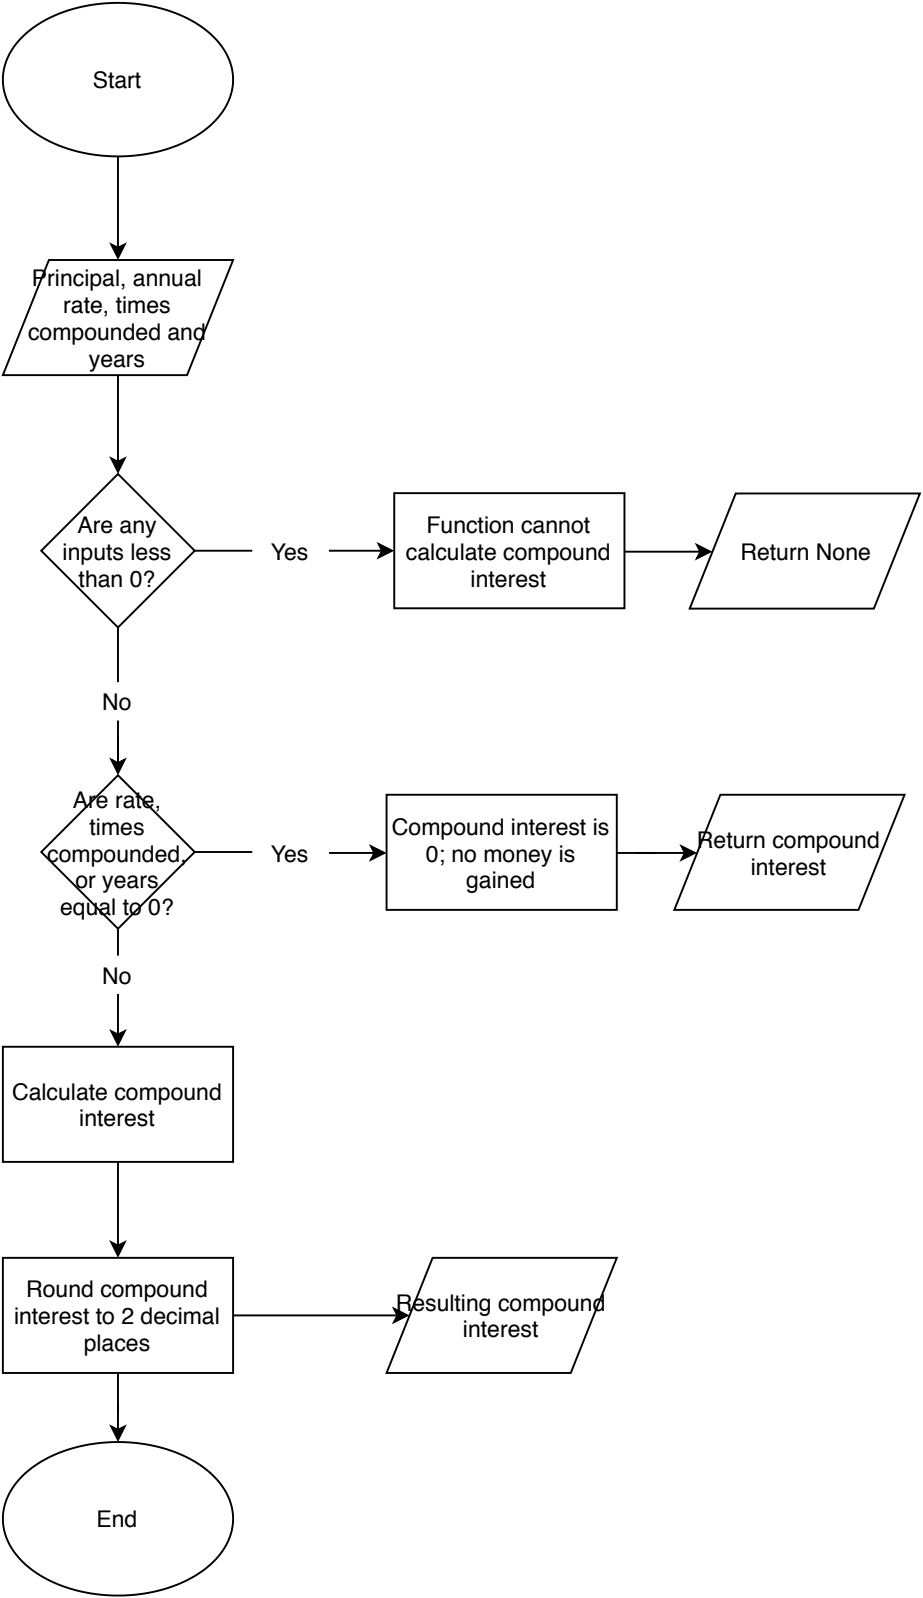 Start
Principal, annual
rate, times
compounded and
years
Are any
inputs less
than 0?
Yes
Function cannot
calculate compound
interest
Return None
No
Are rate,
times
compounded,
or years
equal to 0?
Yes
Compound interest is
0; no money is
gained
Return compound
interest
No
Calculate compound
interest
Round compound
interest to 2 decimal
places
Resulting compound
interest
End